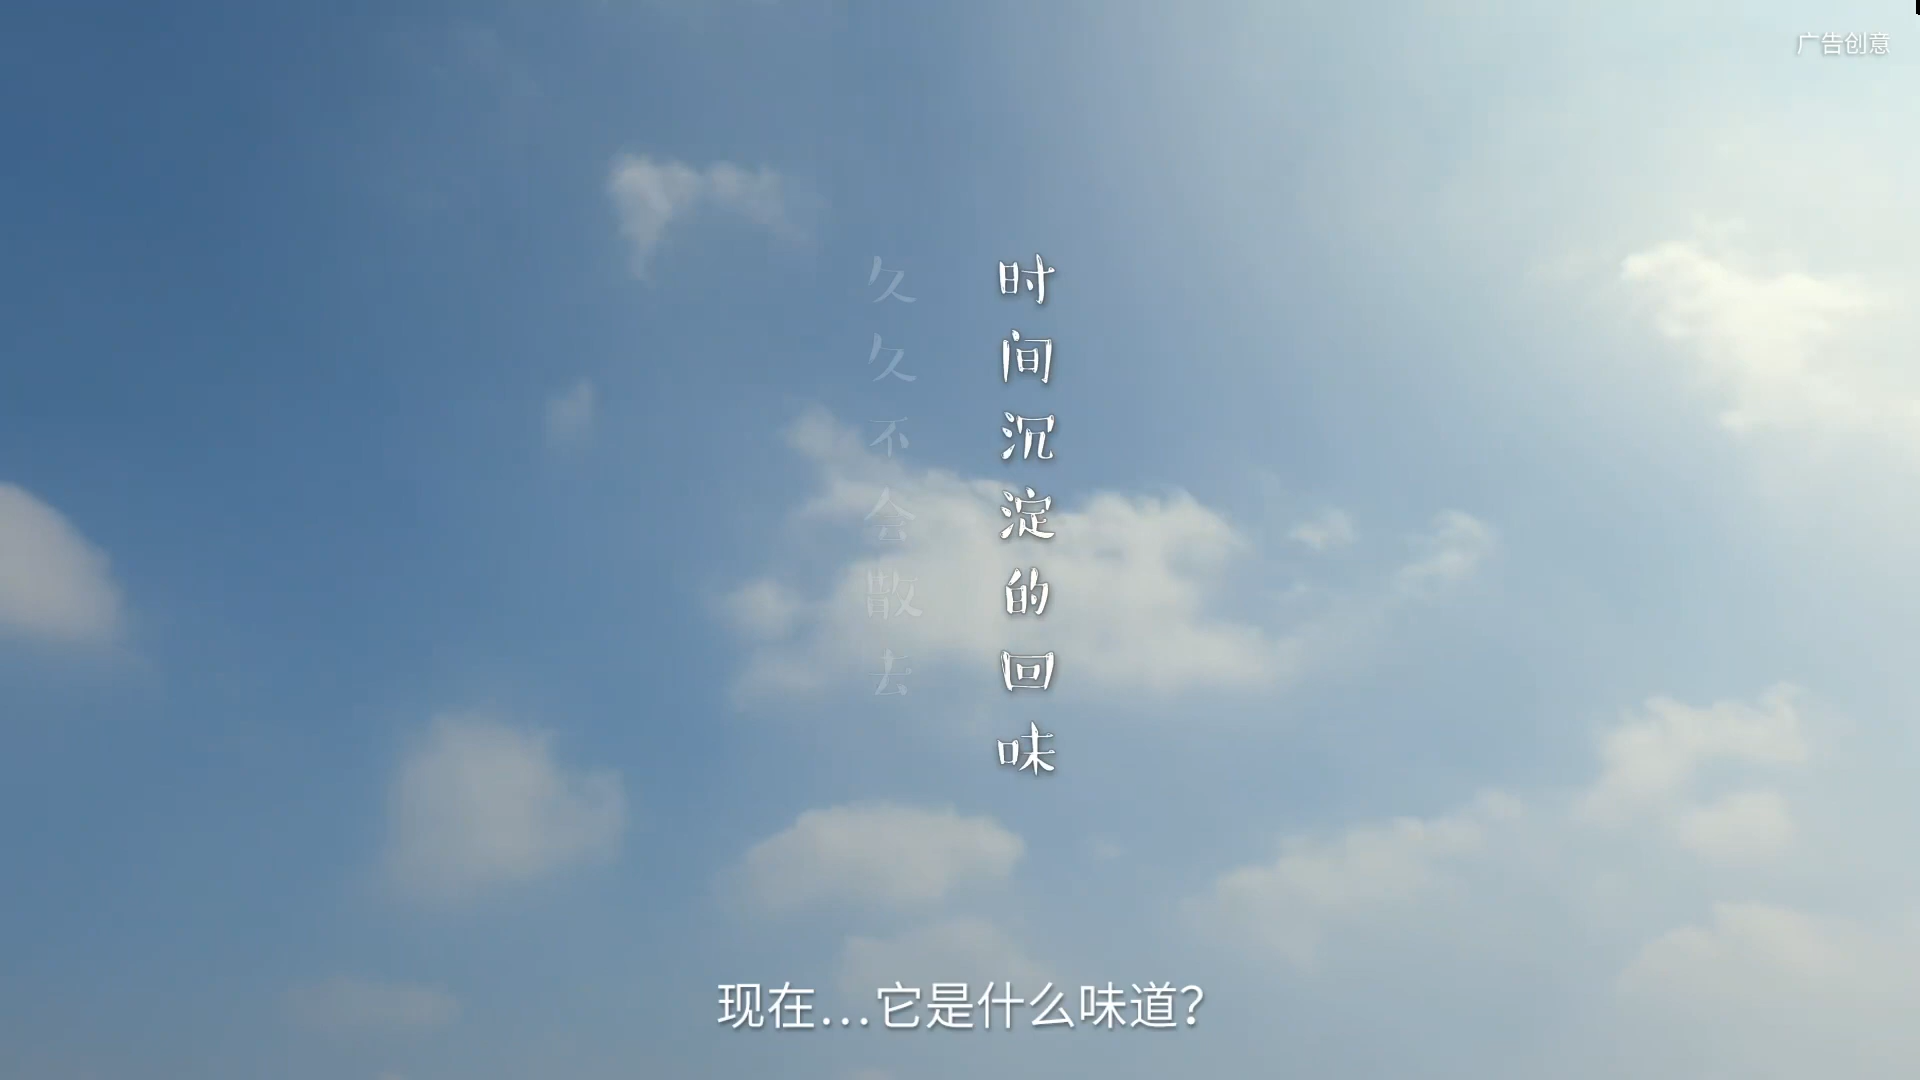 广告创意
时间沉淀的回味
久久不会散去
现在…它是什么味道？